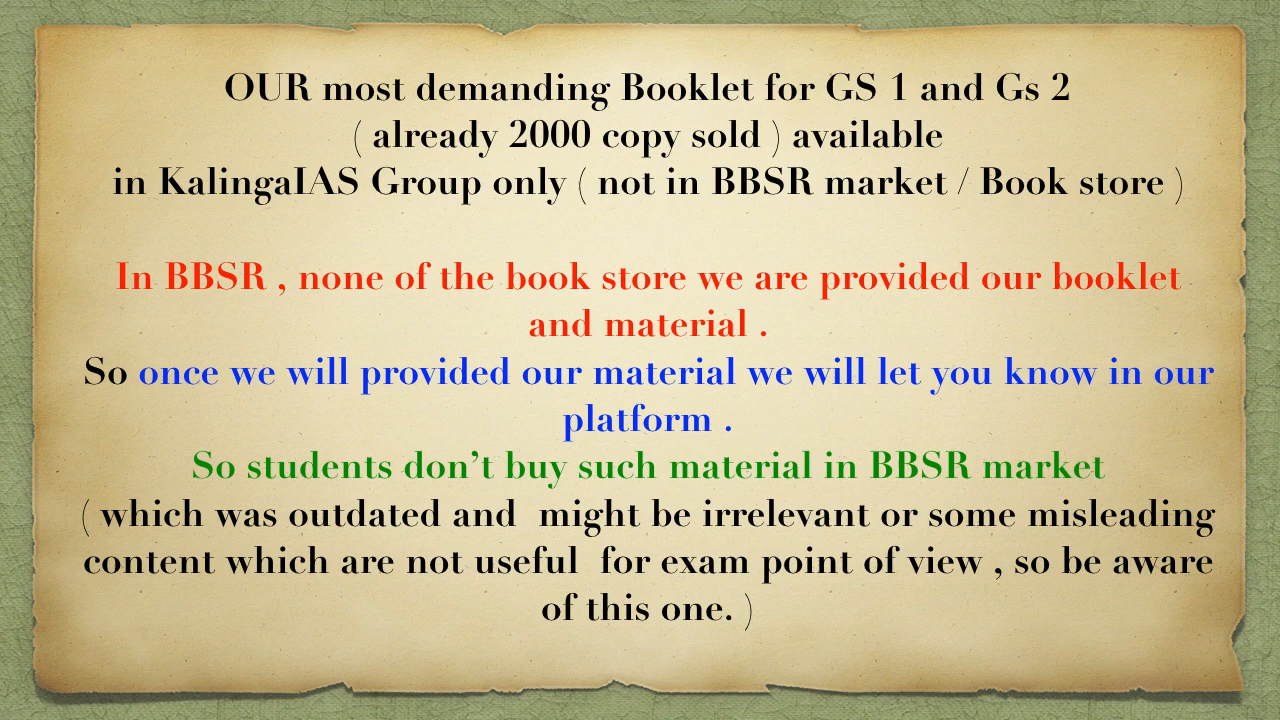 OUR most demanding Booklet for GS 1 and Gs 2
( already 2000 copy sold ) available
in KalingaIAS Group only ( not in BBSR market / Book store )
In BBSR , none of the book store we are provided our booklet
and material .
So once we will provided our material we will let you know in our
platform .
So students don’t buy such material in BBSR market
( which was outdated and might be irrelevant or some misleading
content which are not useful for exam point of view , so be aware
of this one. )